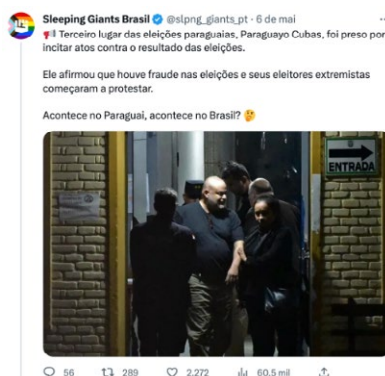 Sleeping Giants Brasil @slpng_giants_pt · 6 de mai
Terceiro lugar das eleições paraguaias, Paraguayo Cubas, foi preso por
incitar atos contra o resultado das eleições.
Ele afirmou que houve fraude nas eleições e seus eleitores extremistas
começaram a protestar.
Acontece no Paraguai, acontece no Brasil?
ENTRADA
56 289 2.272 60,5 mil